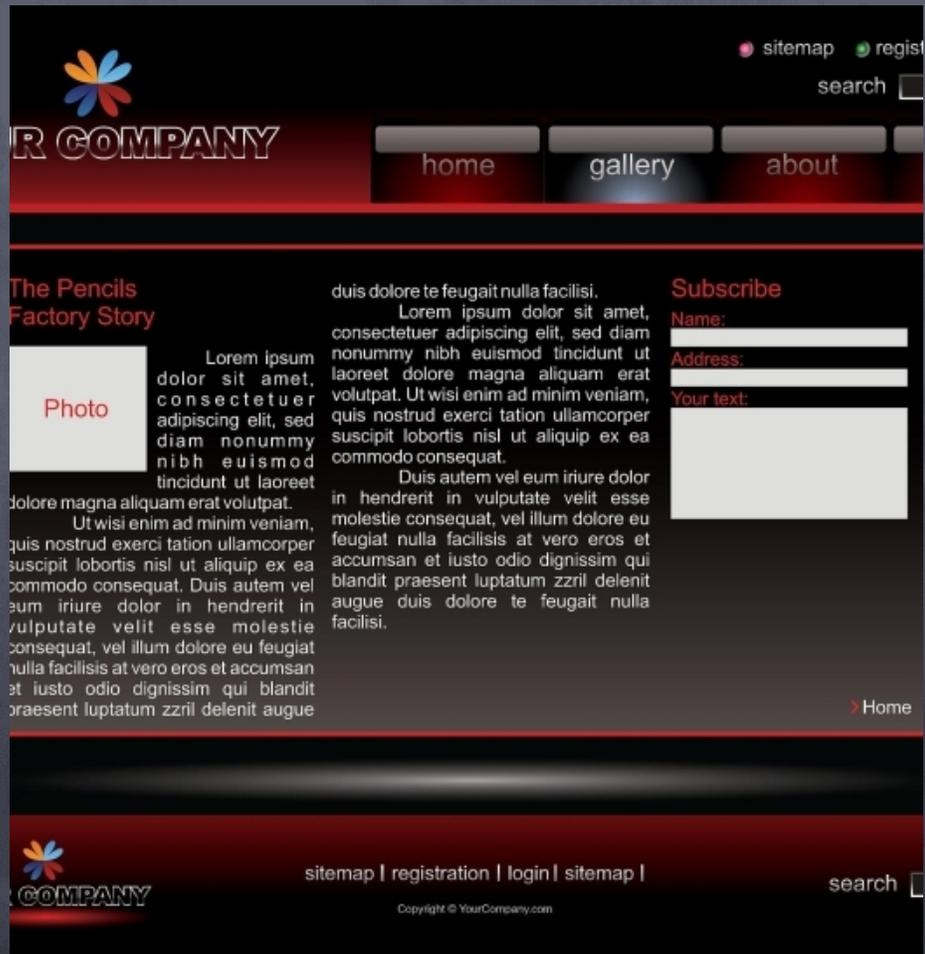 sitemap
regist
search
UR COMPANY
home
gallery
about
The Pencils
Factory Story
Photo
Lorem ipsum
dolor sit amet,
consectetuer
adipiscing elit, sed
diam nonummy
nibh euismod
tincidunt ut laoreet
dolore magna aliquam erat volutpat.
Ut wisi enim ad minim veniam,
quis nostrud exerci tation ullamcorper
suscipit lobortis nisl ut aliquip ex ea
commodo consequat. Duis autem vel
eum iriure dolor in hendrerit in
vulputate velit esse molestie
consequat, vel illum dolore eu feugiat
nulla facilisis at vero eros et accumsan
et iusto odio dignissim qui blandit
praesent luptatum zzril delenit augue
duis dolore te feugait nulla facilisi.
Lorem ipsum dolor sit amet,
consectetuer adipiscing elit, sed diam
nonummy nibh euismod tincidunt ut
laoreet dolore magna aliquam erat
volutpat. Ut wisi enim ad minim veniam,
quis nostrud exerci tation ullamcorper
suscipit lobortis nisl ut aliquip ex ea
commodo consequat.
Duis autem vel eum iriure dolor
in hendrerit in vulputate velit esse
molestie consequat, vel illum dolore eu
feugiat nulla facilisis at vero eros et
accumsan et iusto odio dignissim qui
blandit praesent luptatum zzril delenit
augue duis dolore te feugait nulla
facilisi.
Subscribe
Name:
Address:
Your text:
Home
R COMPANY
sitemap | registration | login | sitemap |
search
Copyright © YourCompany.com